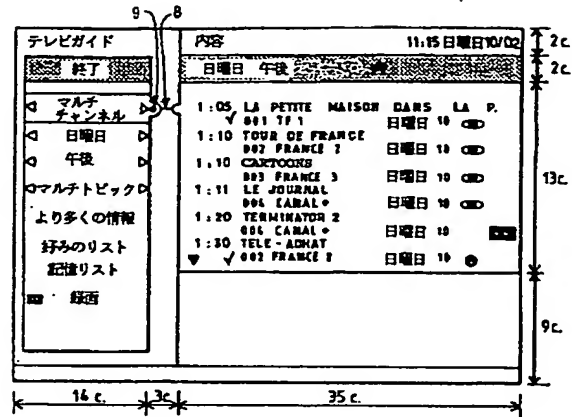 9 8
テレビガイド
終了
マルチ
チャンネル
日曜日
午後
マルチトピック
より多くの情報
好みのリスト
記憶リスト
録画
内容 11:15 日曜日10/02
日曜日 午後
1:05 LA PETITE MAISON DANS LA P.
001 TF1 日曜日 10
1:10 TOUR DE FRANCE
002 FRANCE 2 日曜日 10
1:10 CARTOONS
003 FRANCE 3 日曜日 10
1:11 LE JOURNAL
004 CANAL+ 日曜日 10
1:20 TERMINATOR 2
004 CANAL+ 日曜日 10
1:30 TELE-ACHAT
002 FRANCE 2 日曜日 10
2c.
2c.
13c.
9c.
16 c. 3c 35 c.